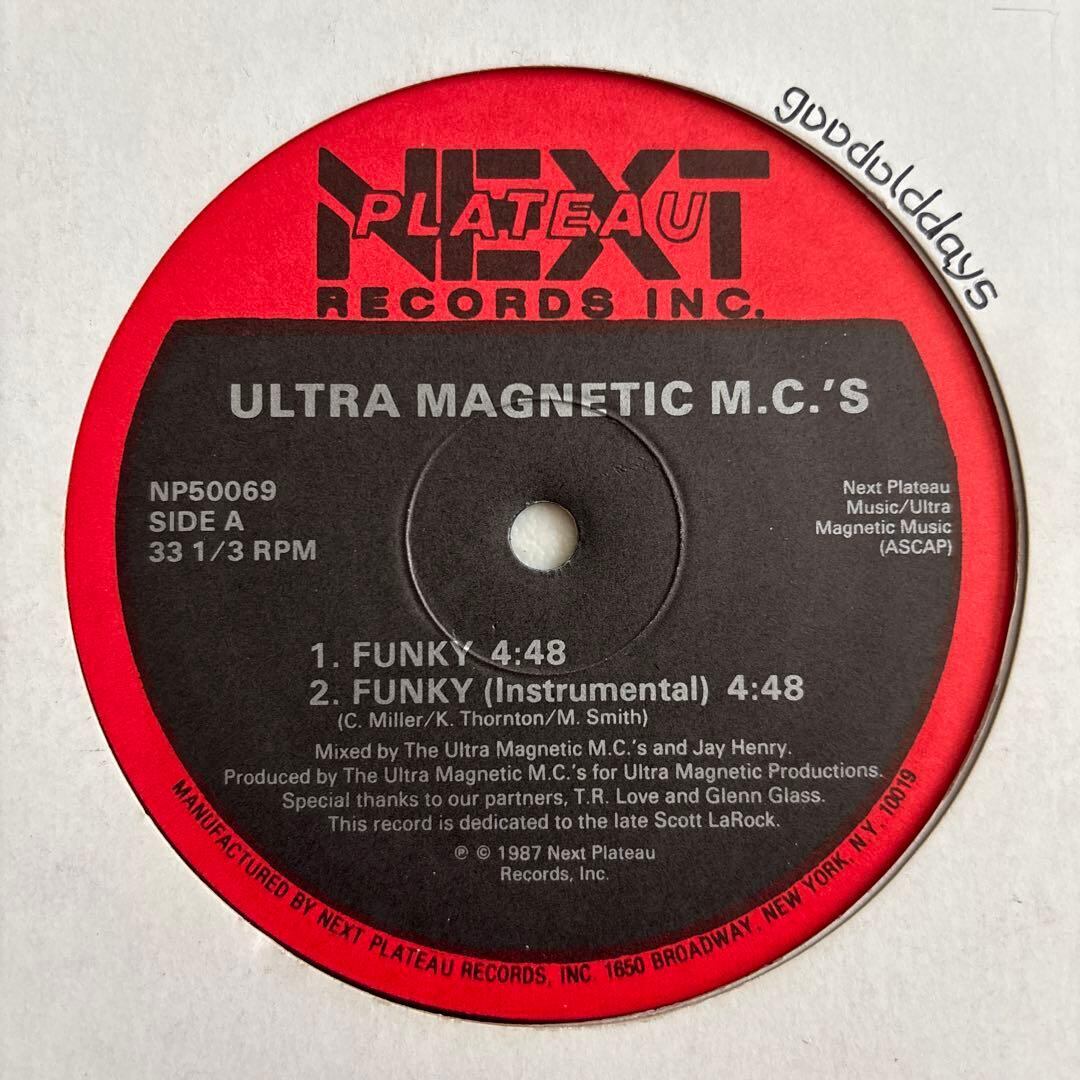 gooddolddays
NEXT
PLATEAU
RECORDS INC.
ULTRA MAGNETIC M.C.'S
NP50069
SIDE A
33 1/3 RPM
Next Plateau
Music/Ultra
Magnetic Music
(ASCAP)
1. FUNKY 4:48
2. FUNKY (Instrumental) 4:48
(C. Miller/K. Thornton/M. Smith)
Mixed by The Ultra Magnetic M.C.'s and Jay Henry.
Produced by The Ultra Magnetic M.C.'s for Ultra Magnetic Productions.
Special thanks to our partners, T.R. Love and Glenn Glass.
This record is dedicated to the late Scott LaRock.
℗ © 1987 Next Plateau
Records, Inc.
MANUFACTURED BY NEXT PLATEAU RECORDS, INC. 1650 BROADWAY, NEW YORK, N.Y. 10019